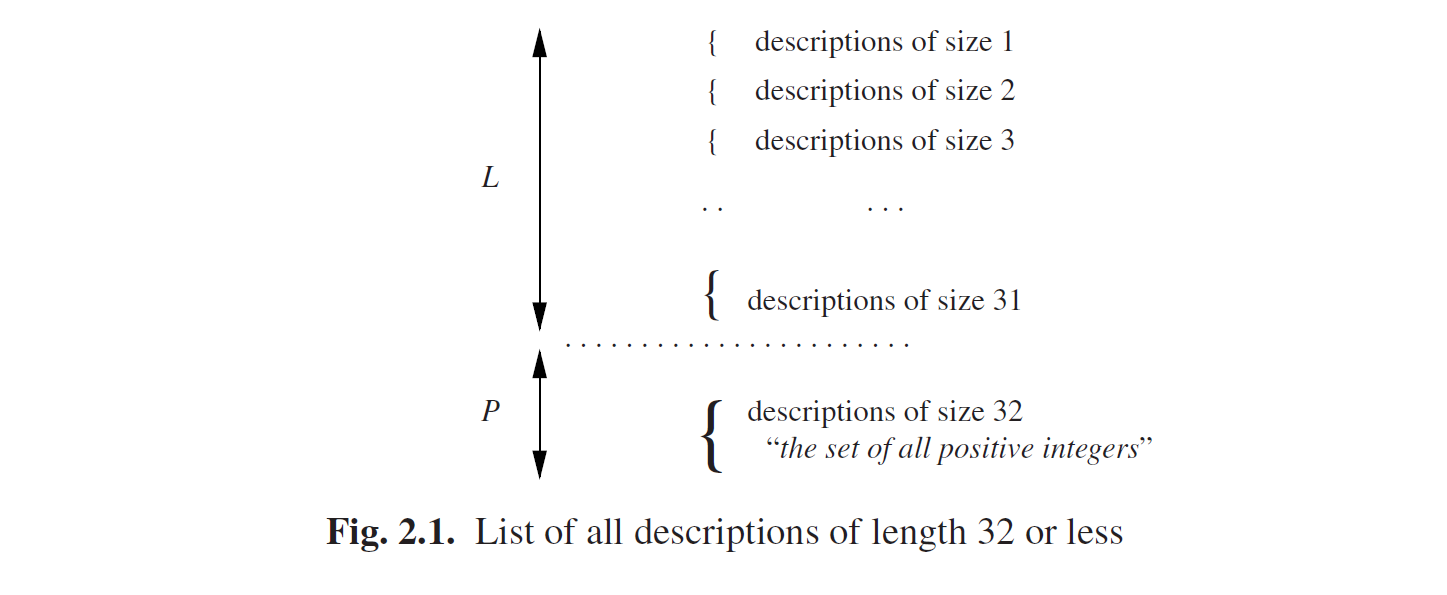 { descriptions of size 1
{ descriptions of size 2
{ descriptions of size 3
L
. . . . .
{ descriptions of size 31
. . . . . . . . . . . . . . . . . . . . . . .
P
{ descriptions of size 32
“the set of all positive integers”
Fig. 2.1. List of all descriptions of length 32 or less